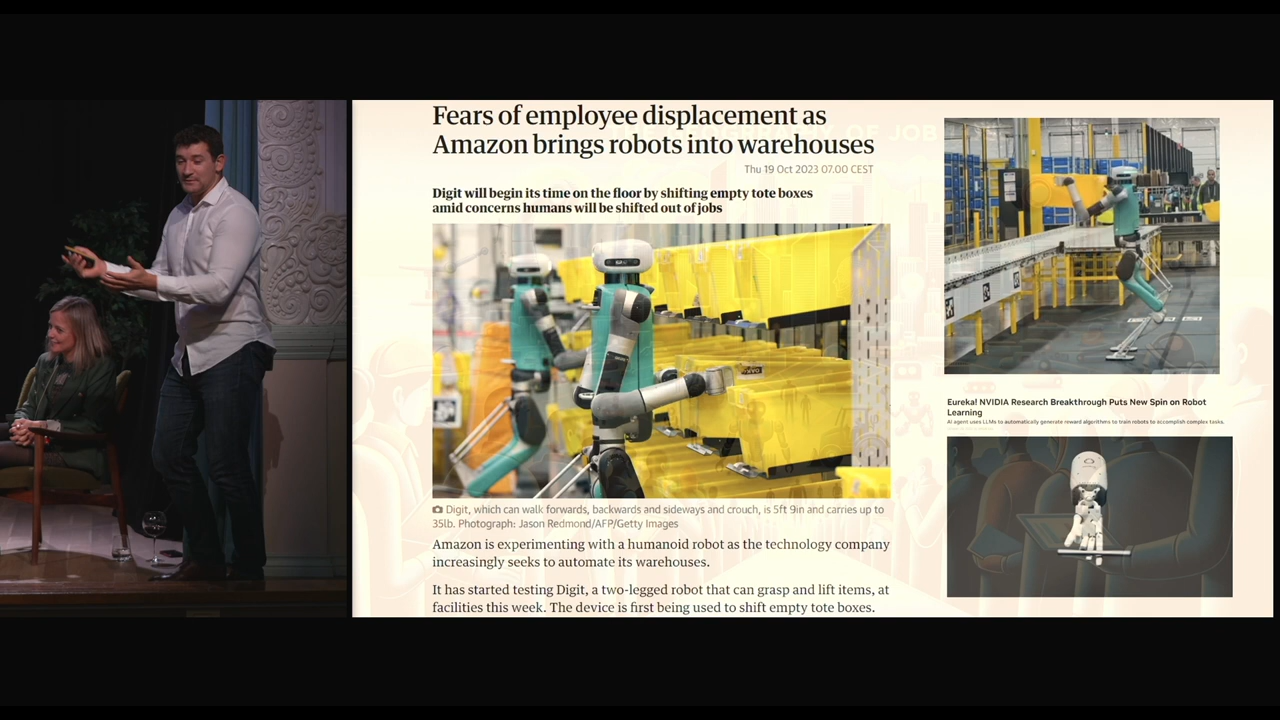 Fears of employee displacement as
Amazon brings robots into warehouses
Thu 19 Oct 2023 07.00 CEST
Digit will begin its time on the floor by shifting empty tote boxes
amid concerns humans will be shifted out of jobs
Digit, which can walk forwards, backwards and sideways and crouch, is 5ft 9in and carries up to
35lb. Photograph: Jason Redmond/AFP/Getty Images
Amazon is experimenting with a humanoid robot as the technology company
increasingly seeks to automate its warehouses.
It has started testing Digit, a two-legged robot that can grasp and lift items, at
facilities this week. The device is first being used to shift empty tote boxes.
OF JOB
Eureka! NVIDIA Research Breakthrough Puts New Spin on Robot
Learning
AI agent uses LLMs to automatically generate reward algorithms to train robots to accomplish complex tasks.